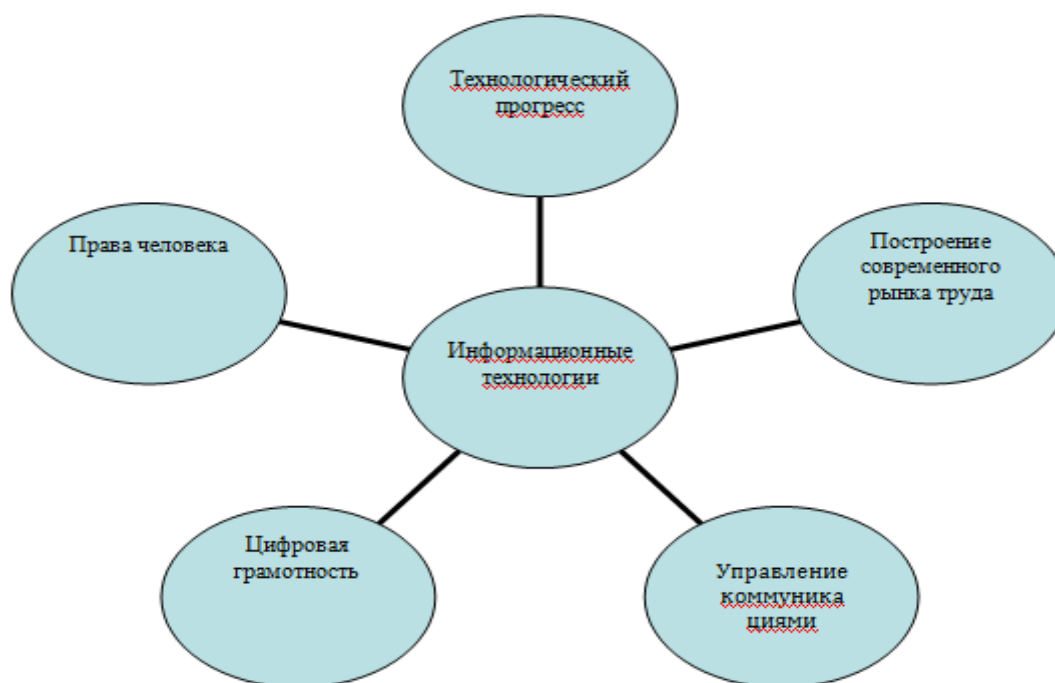 Технологический
прогресс
Права человека
Построение
современного
рынка труда
Информационные
технологии
Цифровая
грамотность
Управление
коммуника
циями